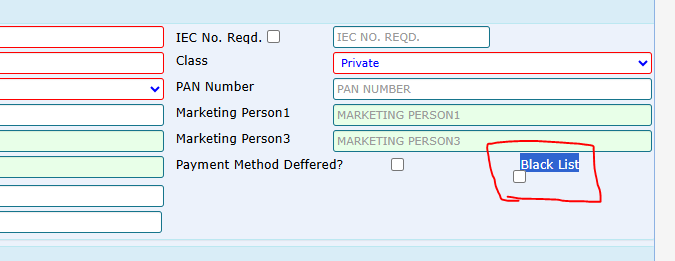 IEC No. Reqd. IEC NO. REQD.
Class Private
PAN Number PAN NUMBER
Marketing Person1 MARKETING PERSON1
Marketing Person3 MARKETING PERSON3
Payment Method Deffered? Black List